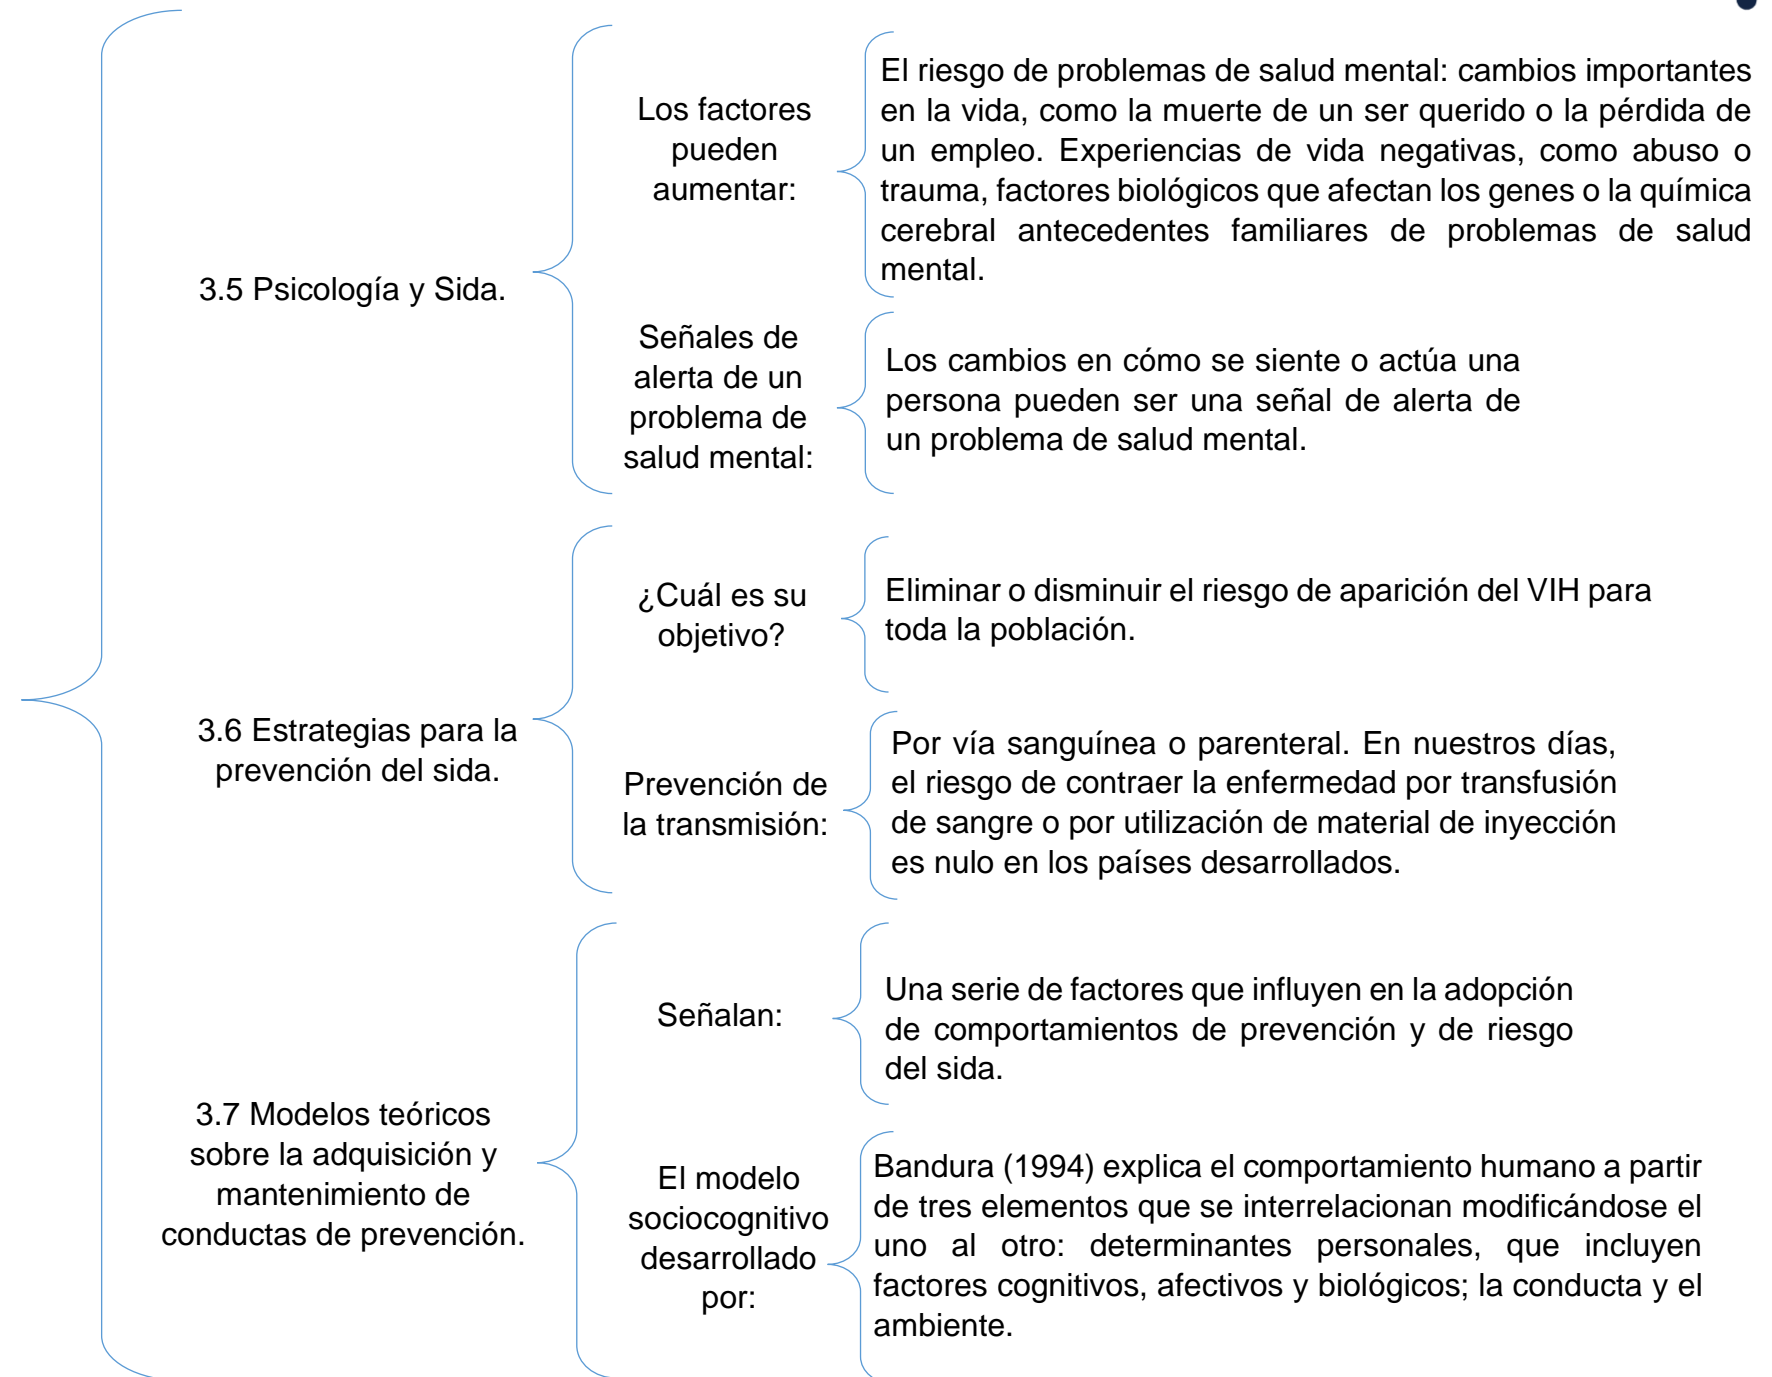 3.5 Psicología y Sida.
Los factores
pueden
aumentar:
El riesgo de problemas de salud mental: cambios importantes
en la vida, como la muerte de un ser querido o la pérdida de
un empleo. Experiencias de vida negativas, como abuso o
trauma, factores biológicos que afectan los genes o la química
cerebral antecedentes familiares de problemas de salud
mental.
Señales de
alerta de un
problema de
salud mental:
Los cambios en cómo se siente o actúa una
persona pueden ser una señal de alerta de
un problema de salud mental.
3.6 Estrategias para la
prevención del sida.
¿Cuál es su
objetivo?
Eliminar o disminuir el riesgo de aparición del VIH para
toda la población.
Prevención de
la transmisión:
Por vía sanguínea o parenteral. En nuestros días,
el riesgo de contraer la enfermedad por transfusión
de sangre o por utilización de material de inyección
es nulo en los países desarrollados.
3.7 Modelos teóricos
sobre la adquisición y
mantenimiento de
conductas de prevención.
Señalan:
Una serie de factores que influyen en la adopción
de comportamientos de prevención y de riesgo
del sida.
El modelo
sociocognitivo
desarrollado
por:
Bandura (1994) explica el comportamiento humano a partir
de tres elementos que se interrelacionan modificándose el
uno al otro: determinantes personales, que incluyen
factores cognitivos, afectivos y biológicos; la conducta y el
ambiente.